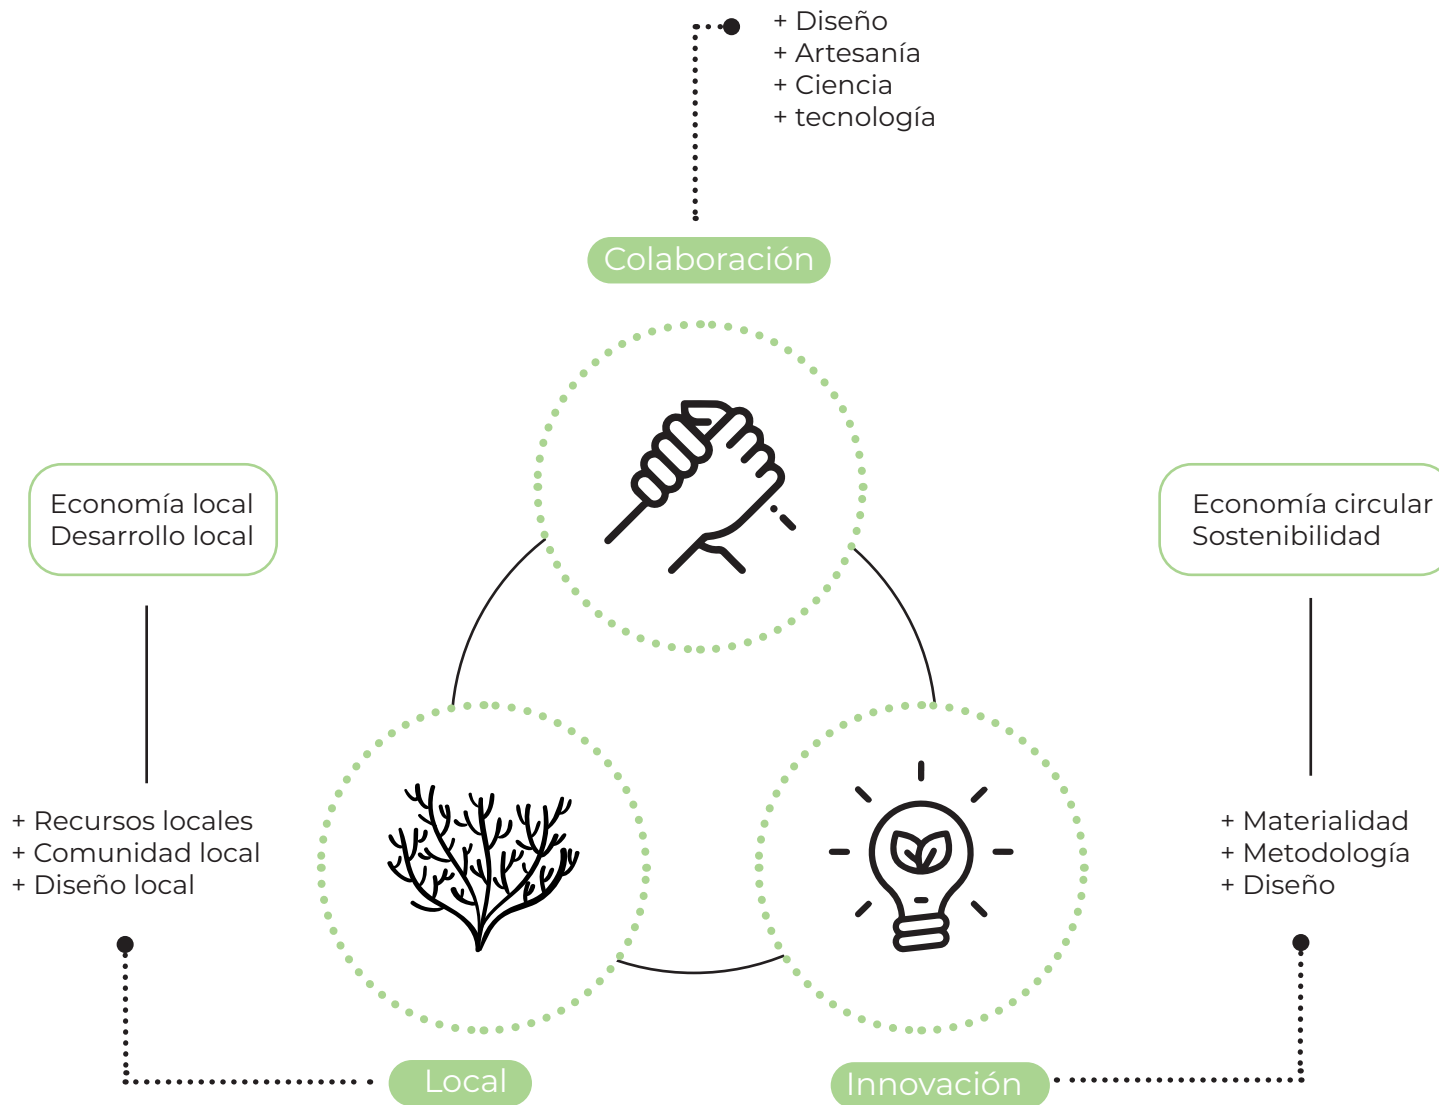 + Diseño
+ Artesanía
+ Ciencia
+ tecnología
Colaboración
Economía local
Desarrollo local
Economía circular
Sostenibilidad
+ Recursos locales
+ Comunidad local
+ Diseño local
+ Materialidad
+ Metodología
+ Diseño
Local
Innovación